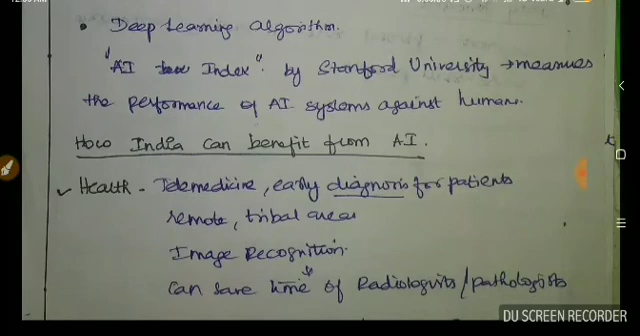 • Deep Learning algorithm.
"AI Index" by Stanford University → measures
the performance of AI systems against human.
How India can benefit from AI.
✓ Health - Telemedicine, early diagnosis for patients
remote, tribal areas
Image Recognition.
Can save time of Radiologists/pathologists
DU SCREEN RECORDER